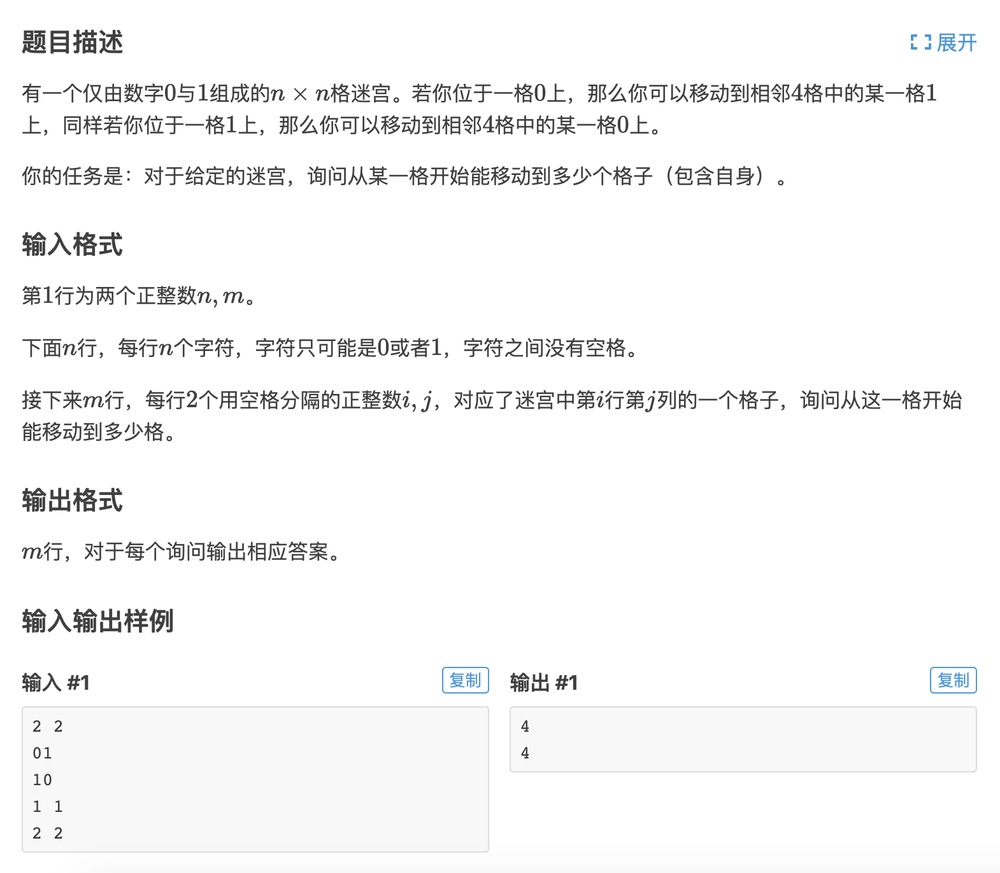 题目描述
展开
有一个仅由数字0与1组成的n × n格迷宫。若你位于一格0上，那么你可以移动到相邻4格中的某一格1
上，同样若你位于一格1上，那么你可以移动到相邻4格中的某一格0上。
你的任务是：对于给定的迷宫，询问从某一格开始能移动到多少个格子（包含自身）。
输入格式
第1行为两个正整数n, m。
下面n行，每行n个字符，字符只可能是0或者1，字符之间没有空格。
接下来m行，每行2个用空格分隔的正整数i, j，对应了迷宫中第i行第j列的一个格子，询问从这一格开始
能移动到多少格。
输出格式
m行，对于每个询问输出相应答案。
输入输出样例
输入 #1
复制
2 2
01
10
1 1
2 2
输出 #1
复制
4
4